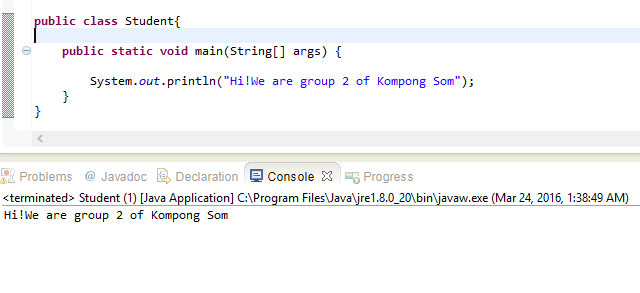 public class Student{
public static void main(String[] args) {
System.out.println("Hi!We are group 2 of Kompong Som");
}
}
Problems @ Javadoc Declaration Console Progress
<terminated> Student (1) [Java Application] C:\Program Files\Java\jre1.8.0_20\bin\javaw.exe (Mar 24, 2016, 1:38:49 AM)
Hi!We are group 2 of Kompong Som